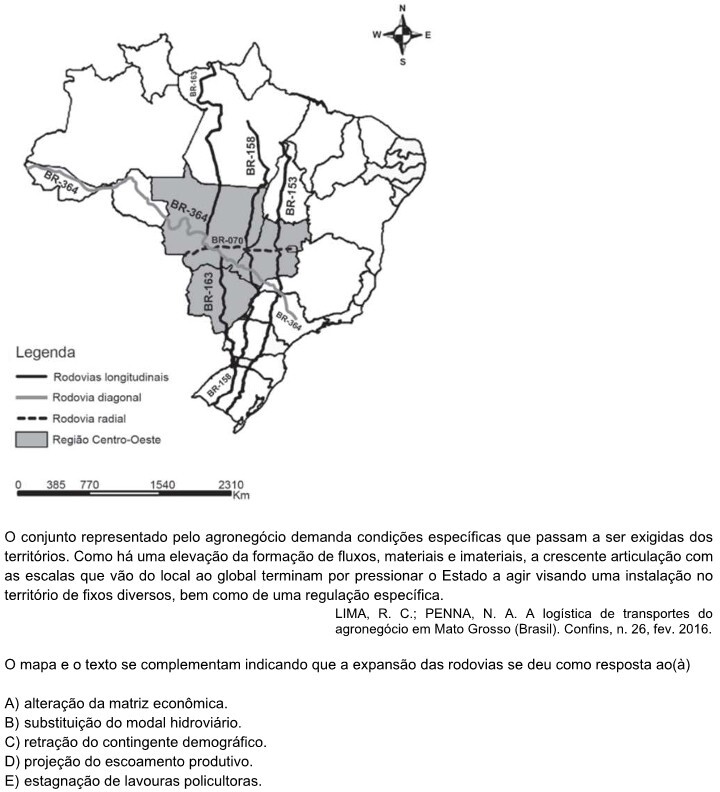 N
W
E
S
BR-163
BR-158
BR-153
BR-364
BR-364
BR-070
BR-163
BR-364
BR-158
Legenda
Rodovias longitudinais
Rodovia diagonal
Rodovia radial
Região Centro-Oeste
0 385 770 1540 2310
Km
O conjunto representado pelo agronegócio demanda condições específicas que passam a ser exigidas dos
territórios. Como há uma elevação da formação de fluxos, materiais e imateriais, a crescente articulação com
as escalas que vão do local ao global terminam por pressionar o Estado a agir visando uma instalação no
território de fixos diversos, bem como de uma regulação específica.
LIMA, R. C.; PENNA, N. A. A logística de transportes do
agronegócio em Mato Grosso (Brasil). Confins, n. 26, fev. 2016.
O mapa e o texto se complementam indicando que a expansão das rodovias se deu como resposta ao(à)
A) alteração da matriz econômica.
B) substituição do modal hidroviário.
C) retração do contingente demográfico.
D) projeção do escoamento produtivo.
E) estagnação de lavouras policultoras.